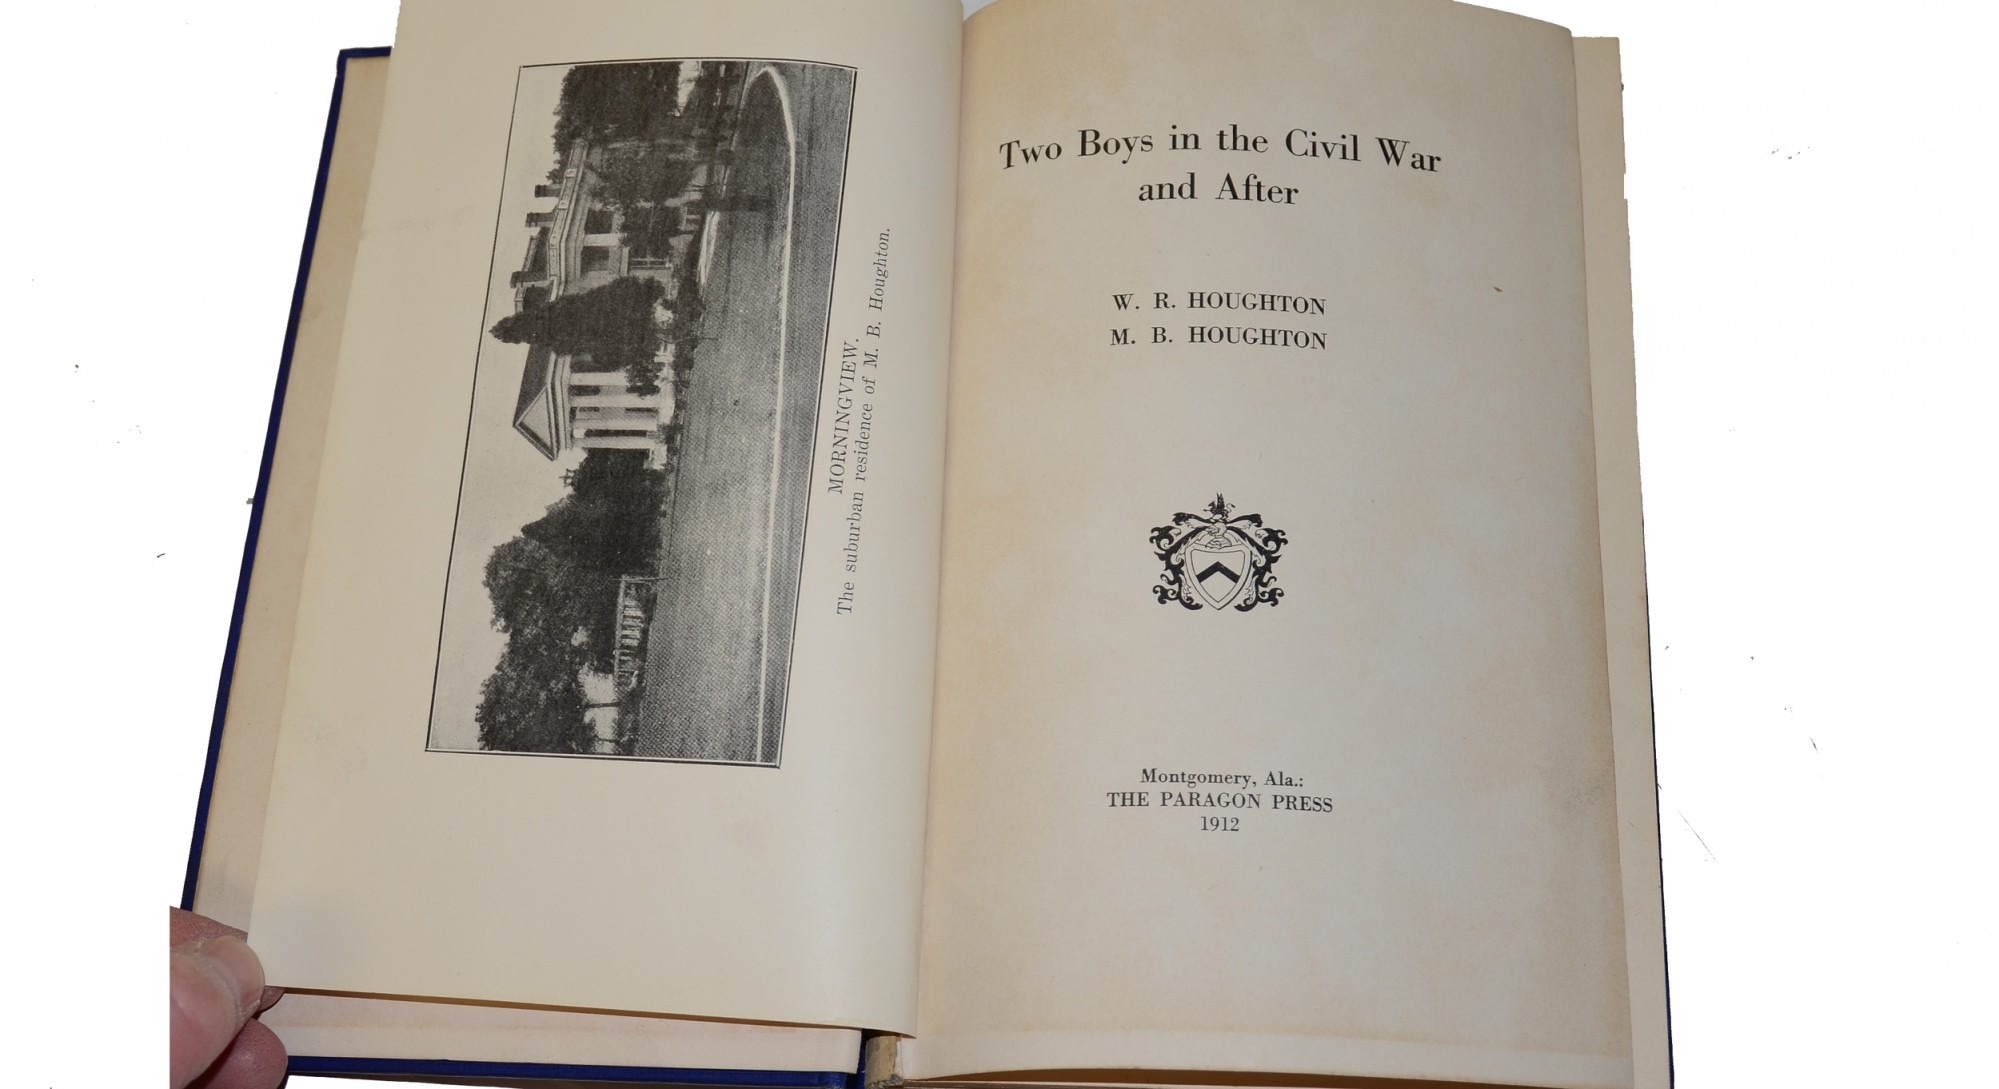 MORNINGVIEW.
The suburban residence of M. B. Houghton.
Two Boys in the Civil War
and After
W. R. HOUGHTON
M. B. HOUGHTON
Montgomery, Ala.:
THE PARAGON PRESS
1912